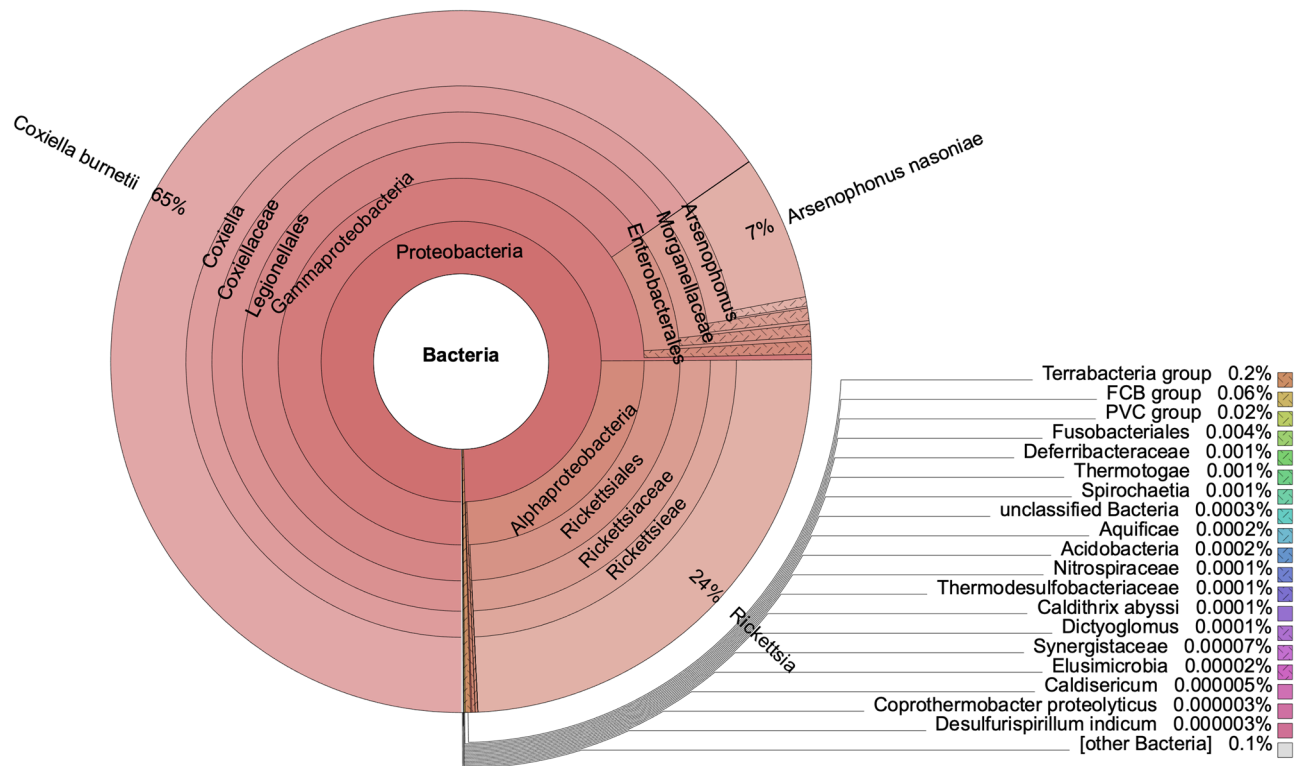 Coxiella burnetii 65%
Coxiella
Coxiellaceae
Legionellales
Gammaproteobacteria
Proteobacteria
Bacteria
Enterobacterales
Morganellaceae
Arsenophonus
7% Arsenophonus nasoniae
Alphaproteobacteria
Rickettsiales
Rickettsiaceae
Rickettsieae
24% Rickettsia
Terrabacteria group 0.2%
FCB group 0.06%
PVC group 0.02%
Fusobacteriales 0.004%
Deferribacteraceae 0.001%
Thermotogae 0.001%
Spirochaetia 0.001%
unclassified Bacteria 0.0003%
Aquificae 0.0002%
Acidobacteria 0.0002%
Nitrospiraceae 0.0001%
Thermodesulfobacteriaceae 0.0001%
Caldithrix abyssi 0.0001%
Dictyoglomus 0.0001%
Synergistaceae 0.00007%
Elusimicrobia 0.00002%
Caldisericum 0.000005%
Coprothermobacter proteolyticus 0.000003%
Desulfurispirillum indicum 0.000003%
[other Bacteria] 0.1%